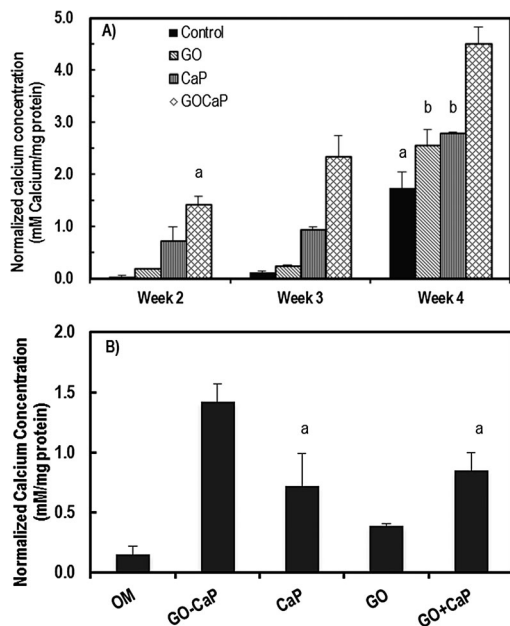 A)
Control
GO
CaP
GOCaP
Normalized calcium concentration
(mM Calcium/mg protein)
5.0
4.0
3.0
2.0
1.0
0.0
a
a
b
b
Week 2
Week 3
Week 4
B)
Normalized Calcium Concentration
(mM/mg protein)
2.0
1.5
1.0
0.5
0.0
a
a
OM
GO-CaP
CaP
GO
GO+CaP